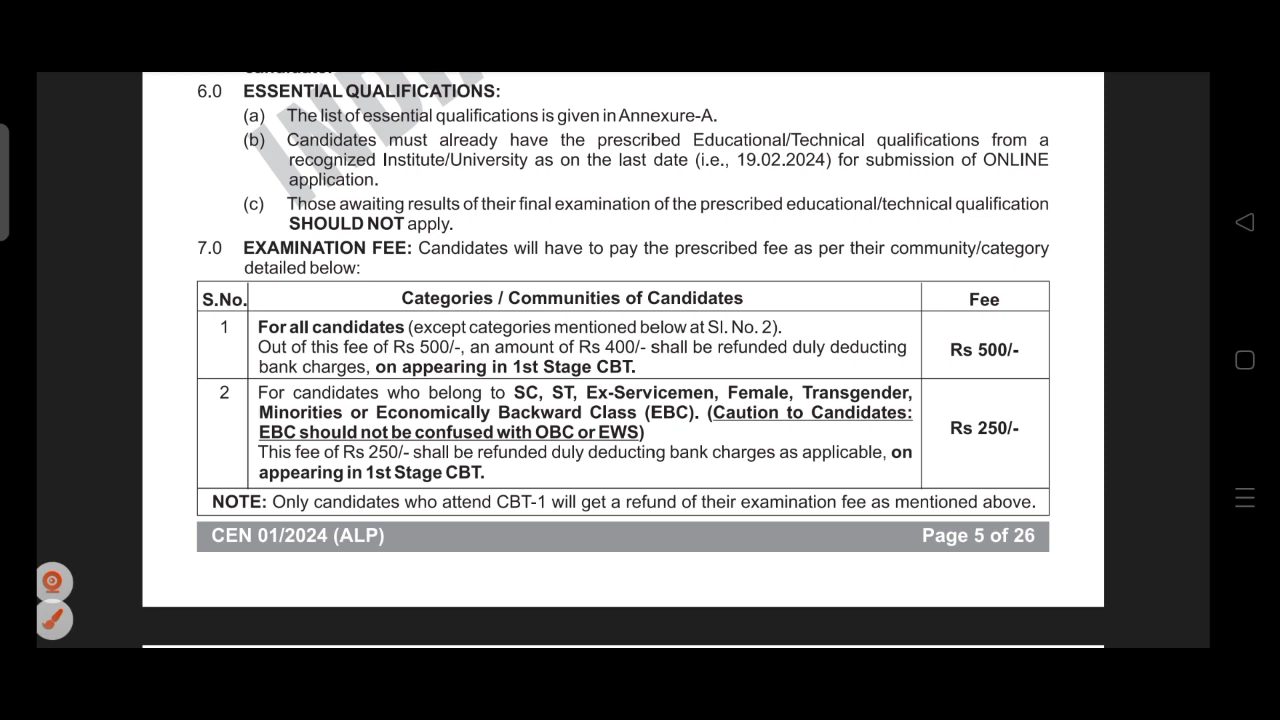 candidate.
6.0 ESSENTIAL QUALIFICATIONS:
(a) The list of essential qualifications is given in Annexure-A.
(b) Candidates must already have the prescribed Educational/Technical qualifications from a
recognized Institute/University as on the last date (i.e., 19.02.2024) for submission of ONLINE
application.
(c) Those awaiting results of their final examination of the prescribed educational/technical qualification
SHOULD NOT apply.
7.0 EXAMINATION FEE: Candidates will have to pay the prescribed fee as per their community/category
detailed below:
S.No. Categories / Communities of Candidates Fee
1 For all candidates (except categories mentioned below at Sl. No. 2).
Out of this fee of Rs 500/-, an amount of Rs 400/- shall be refunded duly deducting
bank charges, on appearing in 1st Stage CBT.
Rs 500/-
2 For candidates who belong to SC, ST, Ex-Servicemen, Female, Transgender,
Minorities or Economically Backward Class (EBC). (Caution to Candidates:
EBC should not be confused with OBC or EWS)
This fee of Rs 250/- shall be refunded duly deducting bank charges as applicable, on
appearing in 1st Stage CBT.
Rs 250/-
NOTE: Only candidates who attend CBT-1 will get a refund of their examination fee as mentioned above.
CEN 01/2024 (ALP) Page 5 of 26